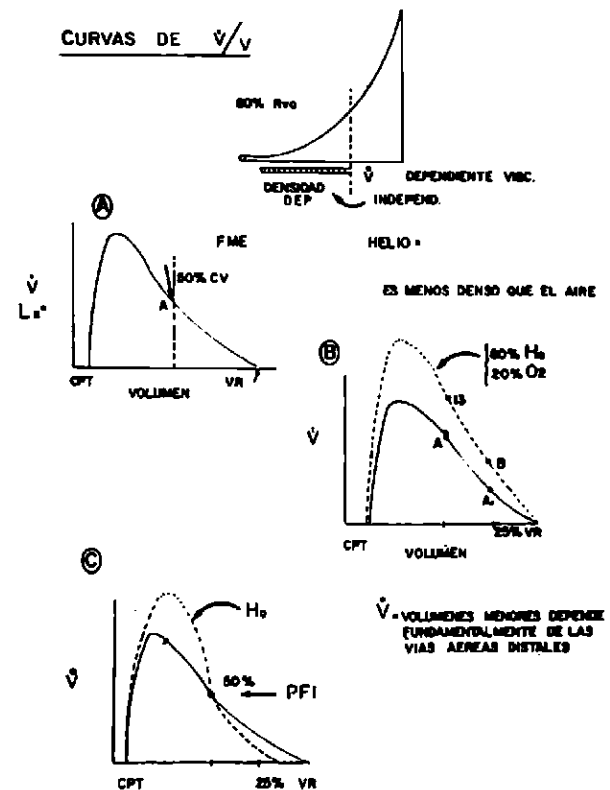 CURVAS DE V̇/V
80% Rva
V̇
DEPENDIENTE VISC.
DENSIDAD
DEP
INDEPEND.
A
FME
HELIO =
ES MENOS DENSO QUE EL AIRE
V̇
50% CV
A
CPT
VOLUMEN
VR
B
80% He
20% O2
V̇
A
B
A
CPT
VOLUMEN
25% VR
C
He
V̇
50%
PFI
CPT
25% VR
V̇ = VOLUMENES MENORES DEPENDE
FUNDAMENTALMENTE DE LAS
VIAS AEREAS DISTALES